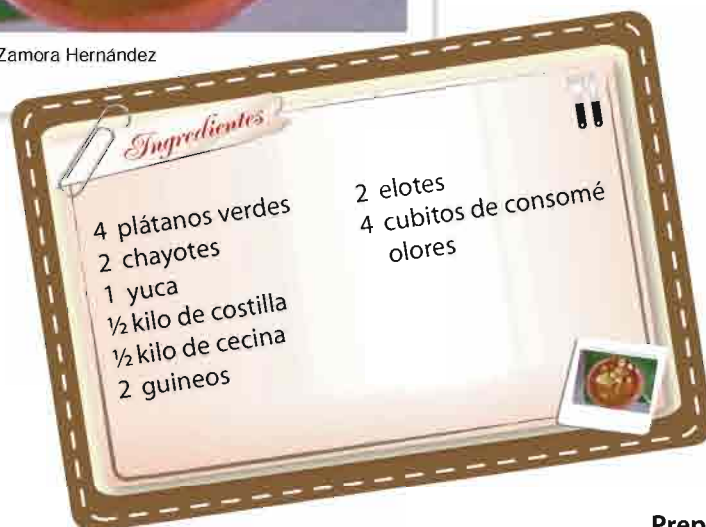 Zamora Hernández
Ingredientes
4 plátanos verdes
2 chayotes
1 yuca
½ kilo de costilla
½ kilo de cecina
2 guineos
2 elotes
4 cubitos de consomé
olores
Prep